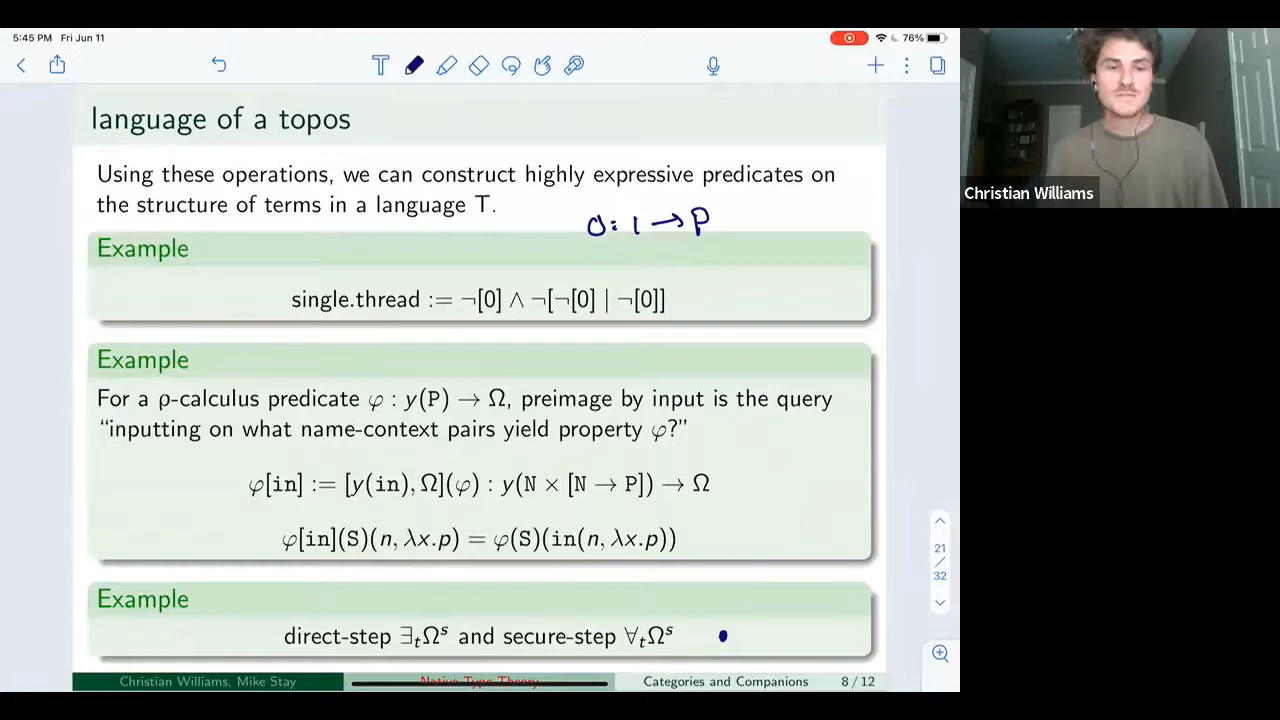 5:45 PM Fri Jun 11
76%
language of a topos
Using these operations, we can construct highly expressive predicates on
the structure of terms in a language T.
0: 1 → P
Example
single.thread := ¬[0] ∧ ¬[¬[0] | ¬[0]]
Example
For a ρ-calculus predicate φ : y(P) → Ω, preimage by input is the query
“inputting on what name-context pairs yield property φ?”
φ[in] := [y(in), Ω](φ) : y(N × [N → P]) → Ω
φ[in](S)(n, λx.p) = φ(S)(in(n, λx.p))
Example
direct-step ∃ₜΩˢ and secure-step ∀ₜΩˢ
Christian Williams, Mike Stay
Native Type Theory
Categories and Companions
8 / 12
21
/
32
Christian Williams